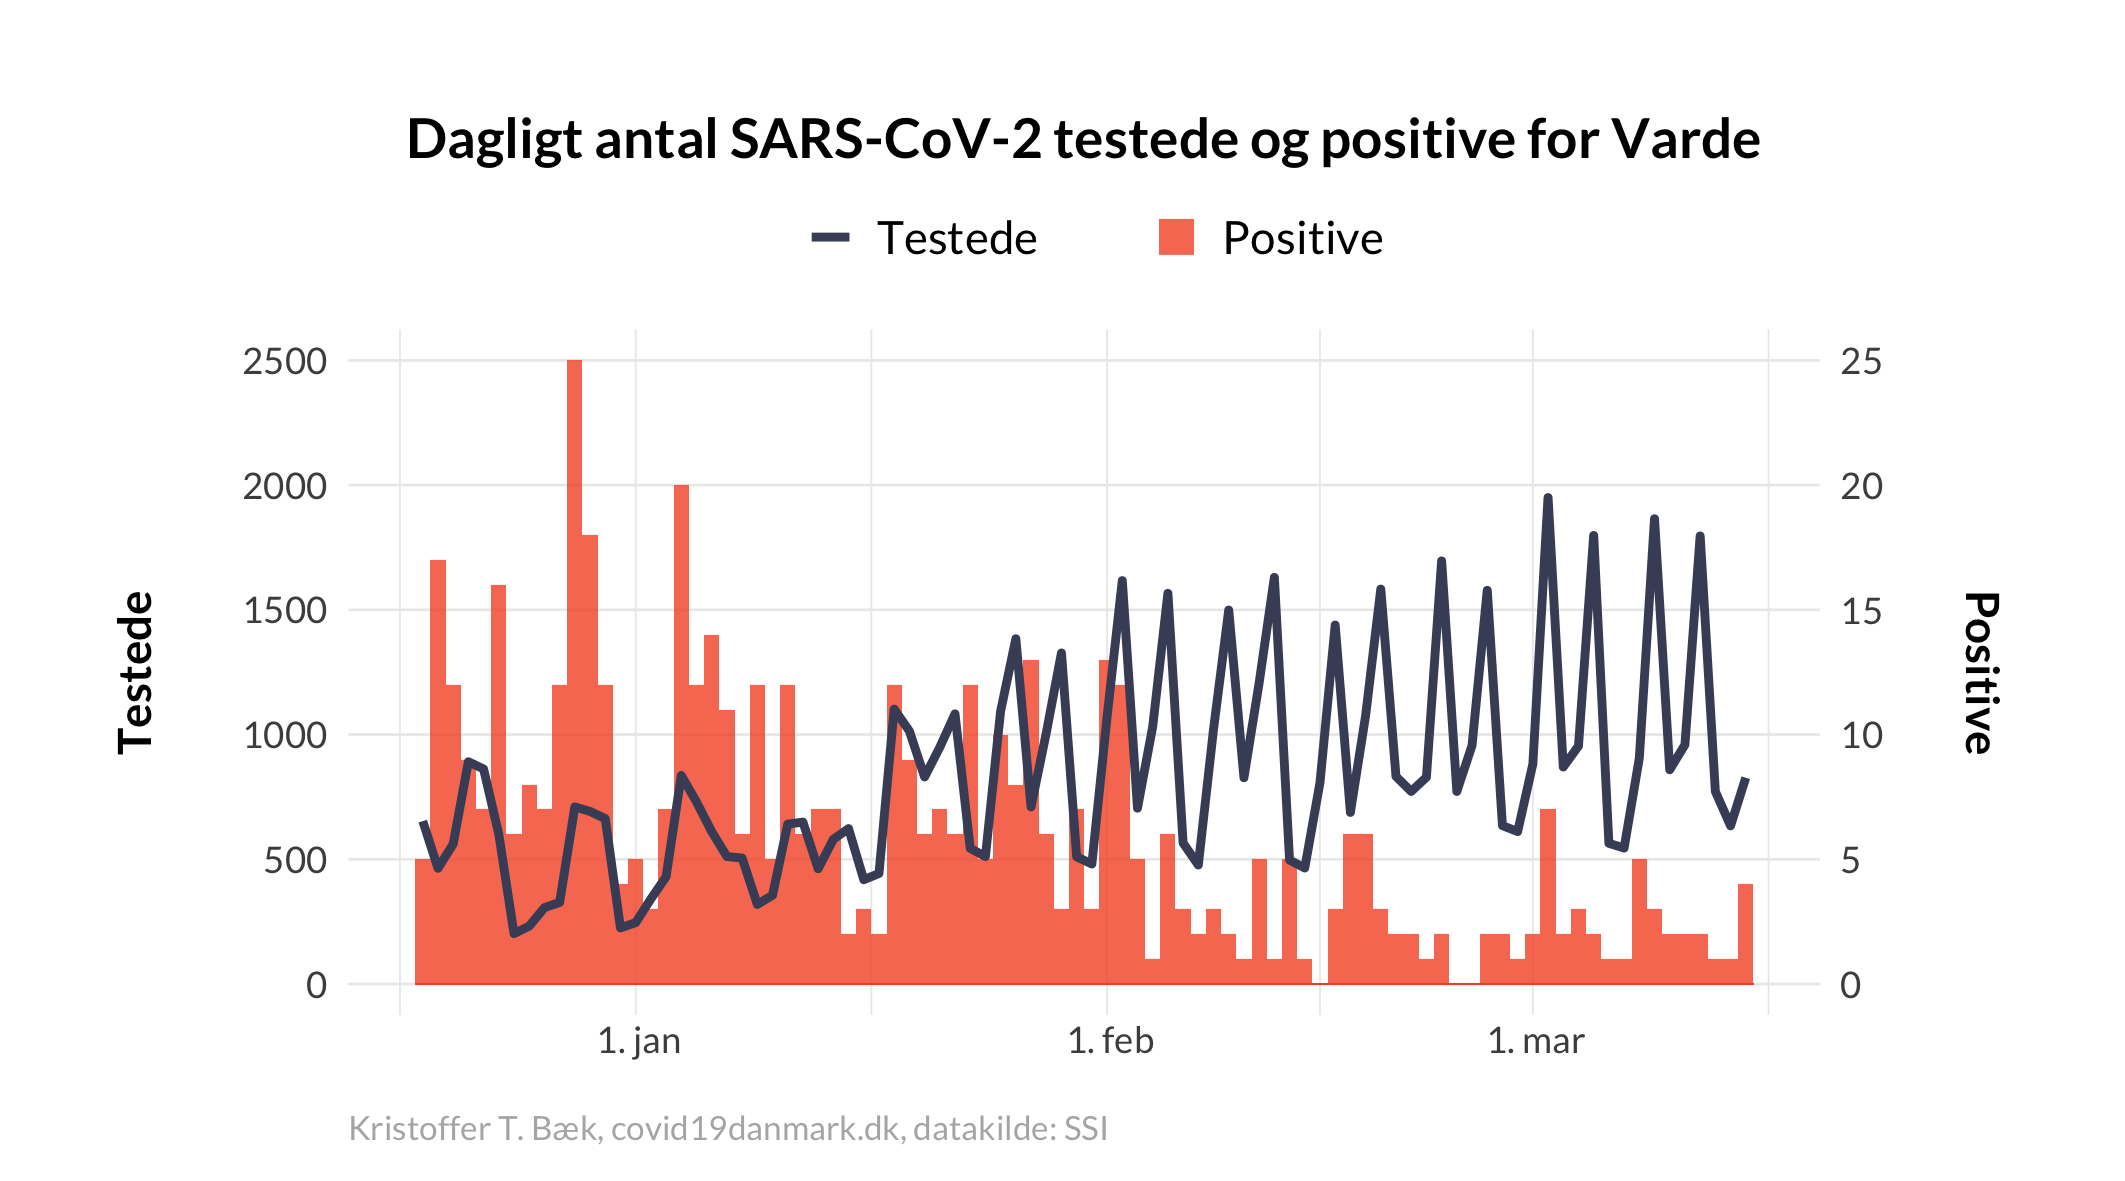 Dagligt antal SARS-CoV-2 testede og positive for Varde
Testede Positive
2500 25
2000 20
1500 15
1000 10
500 5
0 0
Testede
Positive
1. jan 1. feb 1. mar
Kristoffer T. Bæk, covid19danmark.dk, datakilde: SSI